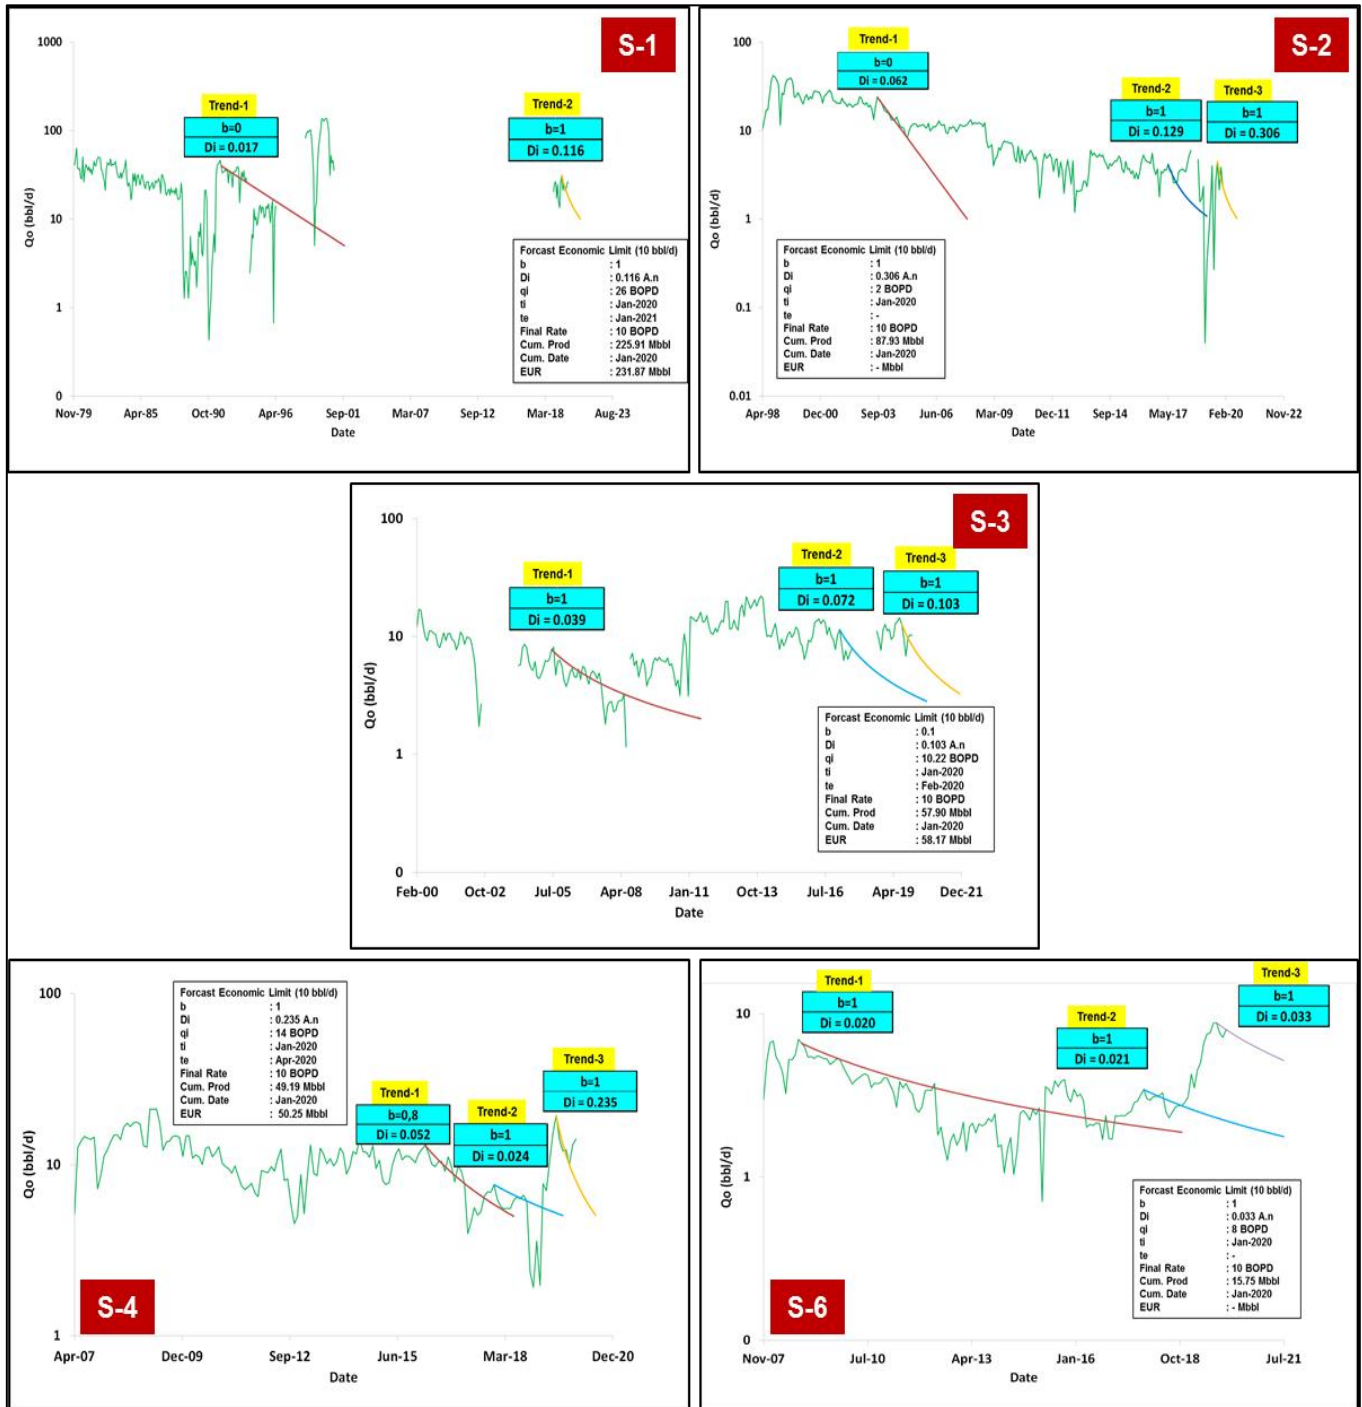 S-1
1000
100
10
1
0
Qo (bbl/d)
Trend-1
b=0
Di = 0.017
Trend-2
b=1
Di = 0.116
Forcast Economic Limit (10 bbl/d)
b : 1
Di : 0.116 A.n
qi : 26 BOPD
ti : Jan-2020
te : Jan-2021
Final Rate : 10 BOPD
Cum. Prod : 225.91 Mbbl
Cum. Date : Jan-2020
EUR : 231.87 Mbbl
Nov-79 Apr-85 Oct-90 Apr-96 Sep-01 Mar-07 Sep-12 Mar-18 Aug-23
Date
S-2
100
10
1
0.1
0.01
Qo (bbl/d)
Trend-1
b=0
Di = 0.062
Trend-2
b=1
Di = 0.129
Trend-3
b=1
Di = 0.306
Forcast Economic Limit (10 bbl/d)
b : 1
Di : 0.306 A.n
qi : 2 BOPD
ti : Jan-2020
te : -
Final Rate : 10 BOPD
Cum. Prod : 87.93 Mbbl
Cum. Date : Jan-2020
EUR : - Mbbl
Apr-98 Dec-00 Sep-03 Jun-06 Mar-09 Dec-11 Sep-14 May-17 Feb-20 Nov-22
Date
S-3
100
10
1
0
Qo (bbl/d)
Trend-1
b=1
Di = 0.039
Trend-2
b=1
Di = 0.072
Trend-3
b=1
Di = 0.103
Forcast Economic Limit (10 bbl/d)
b : 0.1
Di : 0.103 A.n
qi : 10.22 BOPD
ti : Jan-2020
te : Feb-2020
Final Rate : 10 BOPD
Cum. Prod : 57.90 Mbbl
Cum. Date : Jan-2020
EUR : 58.17 Mbbl
Feb-00 Oct-02 Jul-05 Apr-08 Jan-11 Oct-13 Jul-16 Apr-19 Dec-21
Date
100
10
1
Qo (bbl/d)
Forcast Economic Limit (10 bbl/d)
b : 1
Di : 0.235 A.n
qi : 14 BOPD
ti : Jan-2020
te : Apr-2020
Final Rate : 10 BOPD
Cum. Prod : 49.19 Mbbl
Cum. Date : Jan-2020
EUR : 50.25 Mbbl
Trend-1
b=0,8
Di = 0.052
Trend-2
b=1
Di = 0.024
Trend-3
b=1
Di = 0.235
S-4
Apr-07 Dec-09 Sep-12 Jun-15 Mar-18 Dec-20
Date
10
1
0
Qo (bbl/d)
Trend-1
b=1
Di = 0.020
Trend-2
b=1
Di = 0.021
Trend-3
b=1
Di = 0.033
Forcast Economic Limit (10 bbl/d)
b : 1
Di : 0.033 A.n
qi : 8 BOPD
ti : Jan-2020
te : -
Final Rate : 10 BOPD
Cum. Prod : 15.75 Mbbl
Cum. Date : Jan-2020
EUR : - Mbbl
S-6
Nov-07 Jul-10 Apr-13 Jan-16 Oct-18 Jul-21
Date